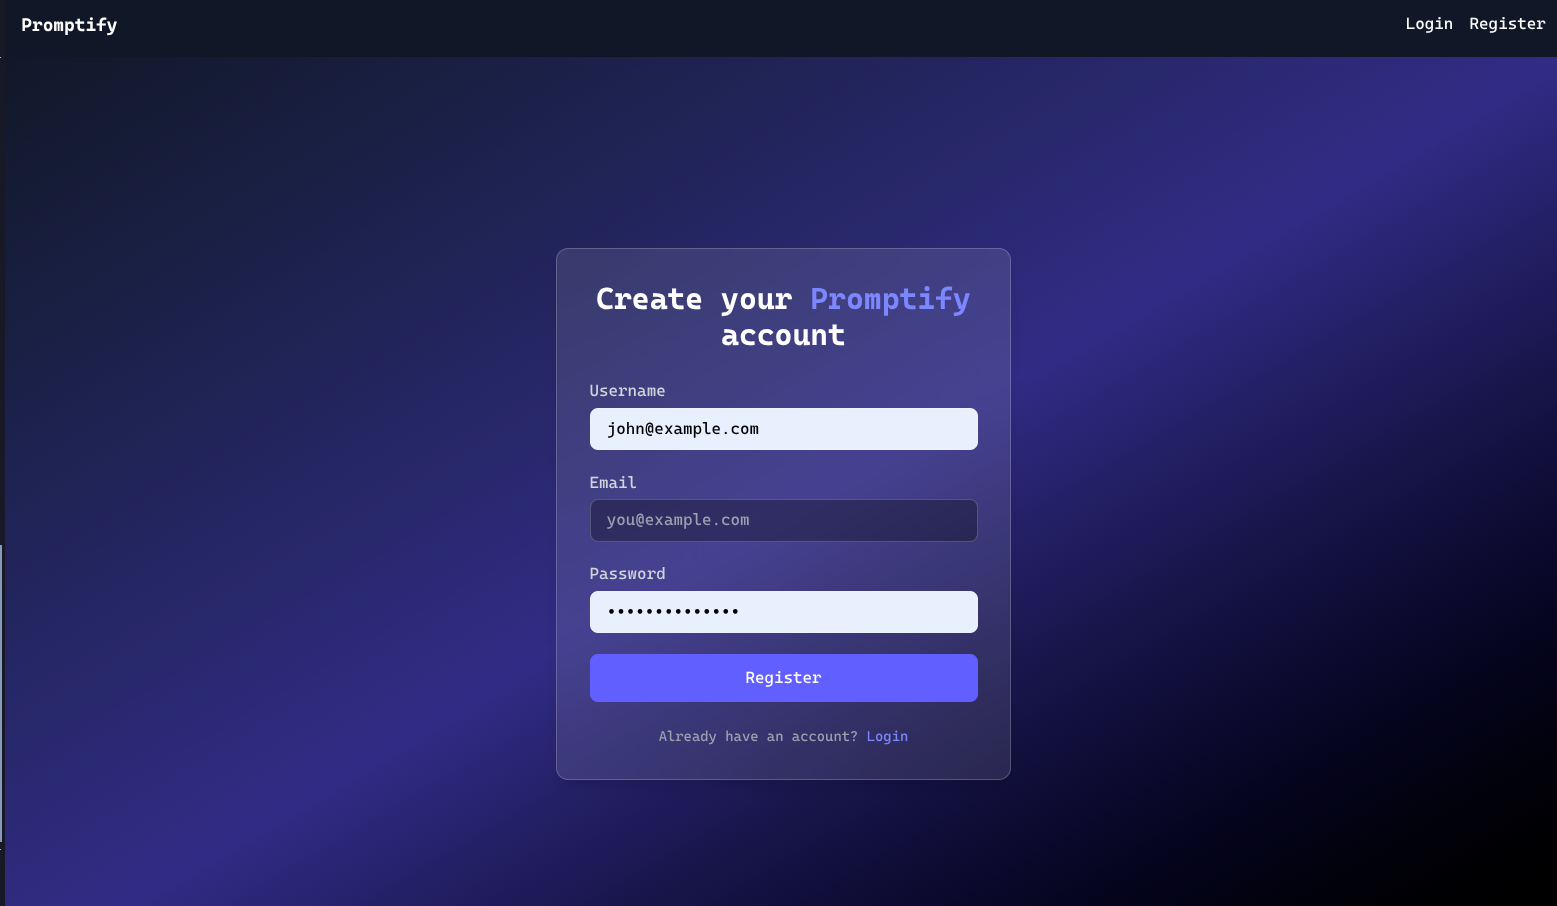 Promptify
Login Register
Create your Promptify
account
Username
john@example.com
Email
you@example.com
Password
••••••••••••••
Register
Already have an account? Login